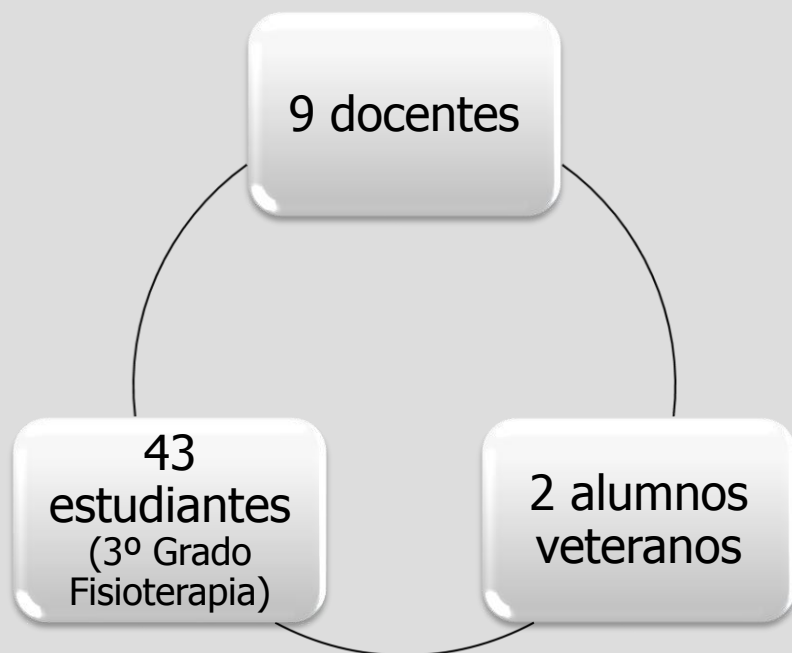 9 docentes
43
estudiantes
(3º Grado
Fisioterapia)
2 alumnos
veteranos